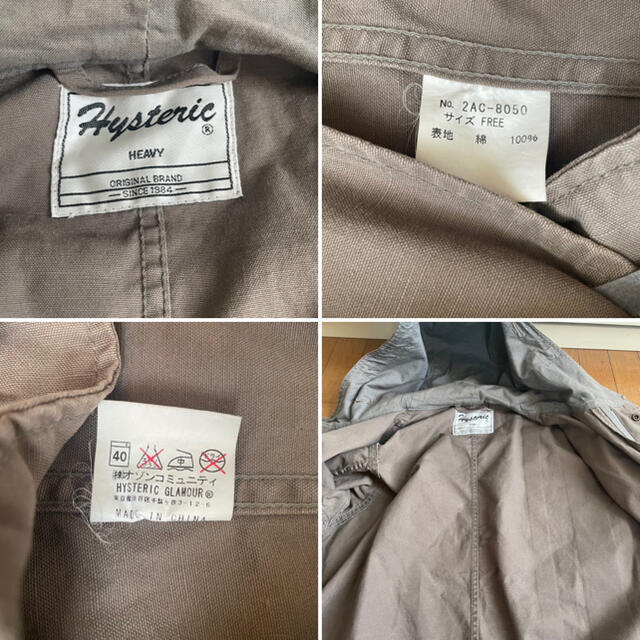 Hysteric®
HEAVY
ORIGINAL BRAND
SINCE 1984
No. 2AC-8050
サイズ FREE
表地 綿 100%
40 中
㈱オゾンコミュニティ
HYSTERIC GLAMOUR®
MADE IN CHINA
Hysteric